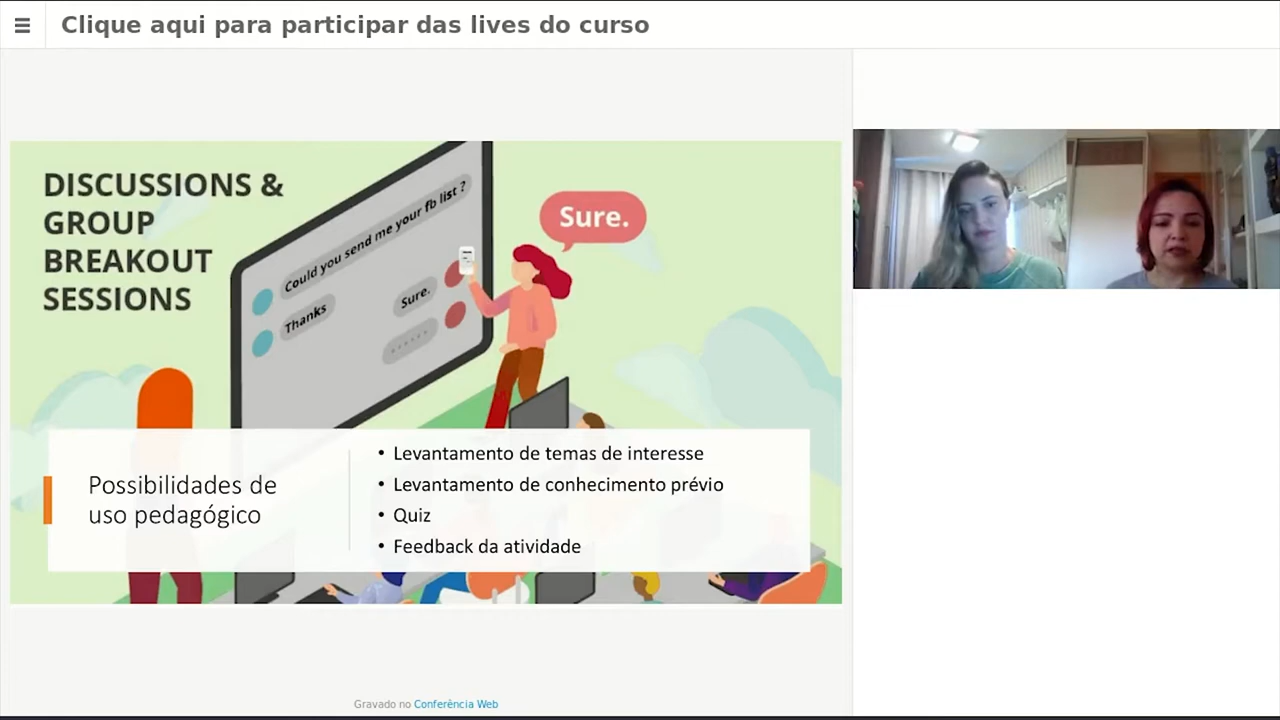 Clique aqui para participar das lives do curso
DISCUSSIONS &
GROUP
BREAKOUT
SESSIONS
Could you send me your fb list ?
Thanks
Sure.
Sure.
Possibilidades de
uso pedagógico
• Levantamento de temas de interesse
• Levantamento de conhecimento prévio
• Quiz
• Feedback da atividade
Gravado no Conferência Web